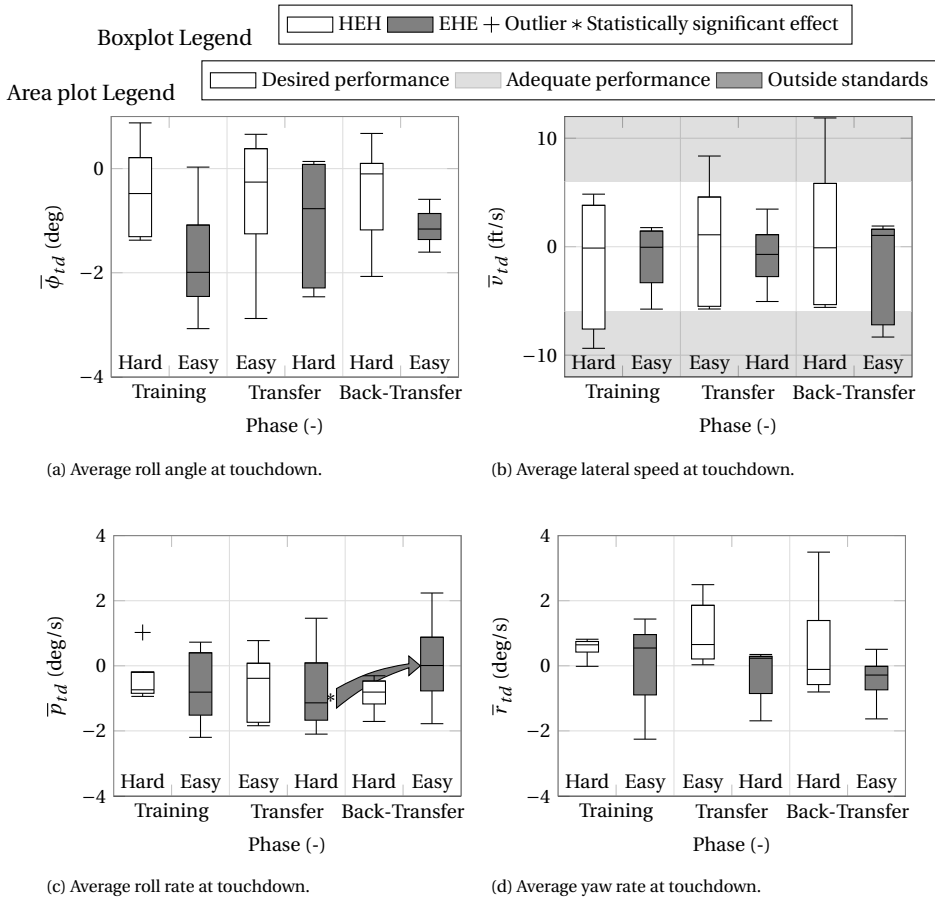 Boxplot Legend HEH EHE + Outlier * Statistically significant effect
Area plot Legend Desired performance Adequate performance Outside standards
0
−2
−4
ϕ̅td (deg)
Hard Easy Easy Hard Hard Easy
Training Transfer Back-Transfer
Phase (-)
(a) Average roll angle at touchdown.
10
0
−10
v̅td (ft/s)
Hard Easy Easy Hard Hard Easy
Training Transfer Back-Transfer
Phase (-)
(b) Average lateral speed at touchdown.
4
2
0
−2
−4
p̅td (deg/s)
*
Hard Easy Easy Hard Hard Easy
Training Transfer Back-Transfer
Phase (-)
(c) Average roll rate at touchdown.
4
2
0
−2
−4
r̅td (deg/s)
Hard Easy Easy Hard Hard Easy
Training Transfer Back-Transfer
Phase (-)
(d) Average yaw rate at touchdown.